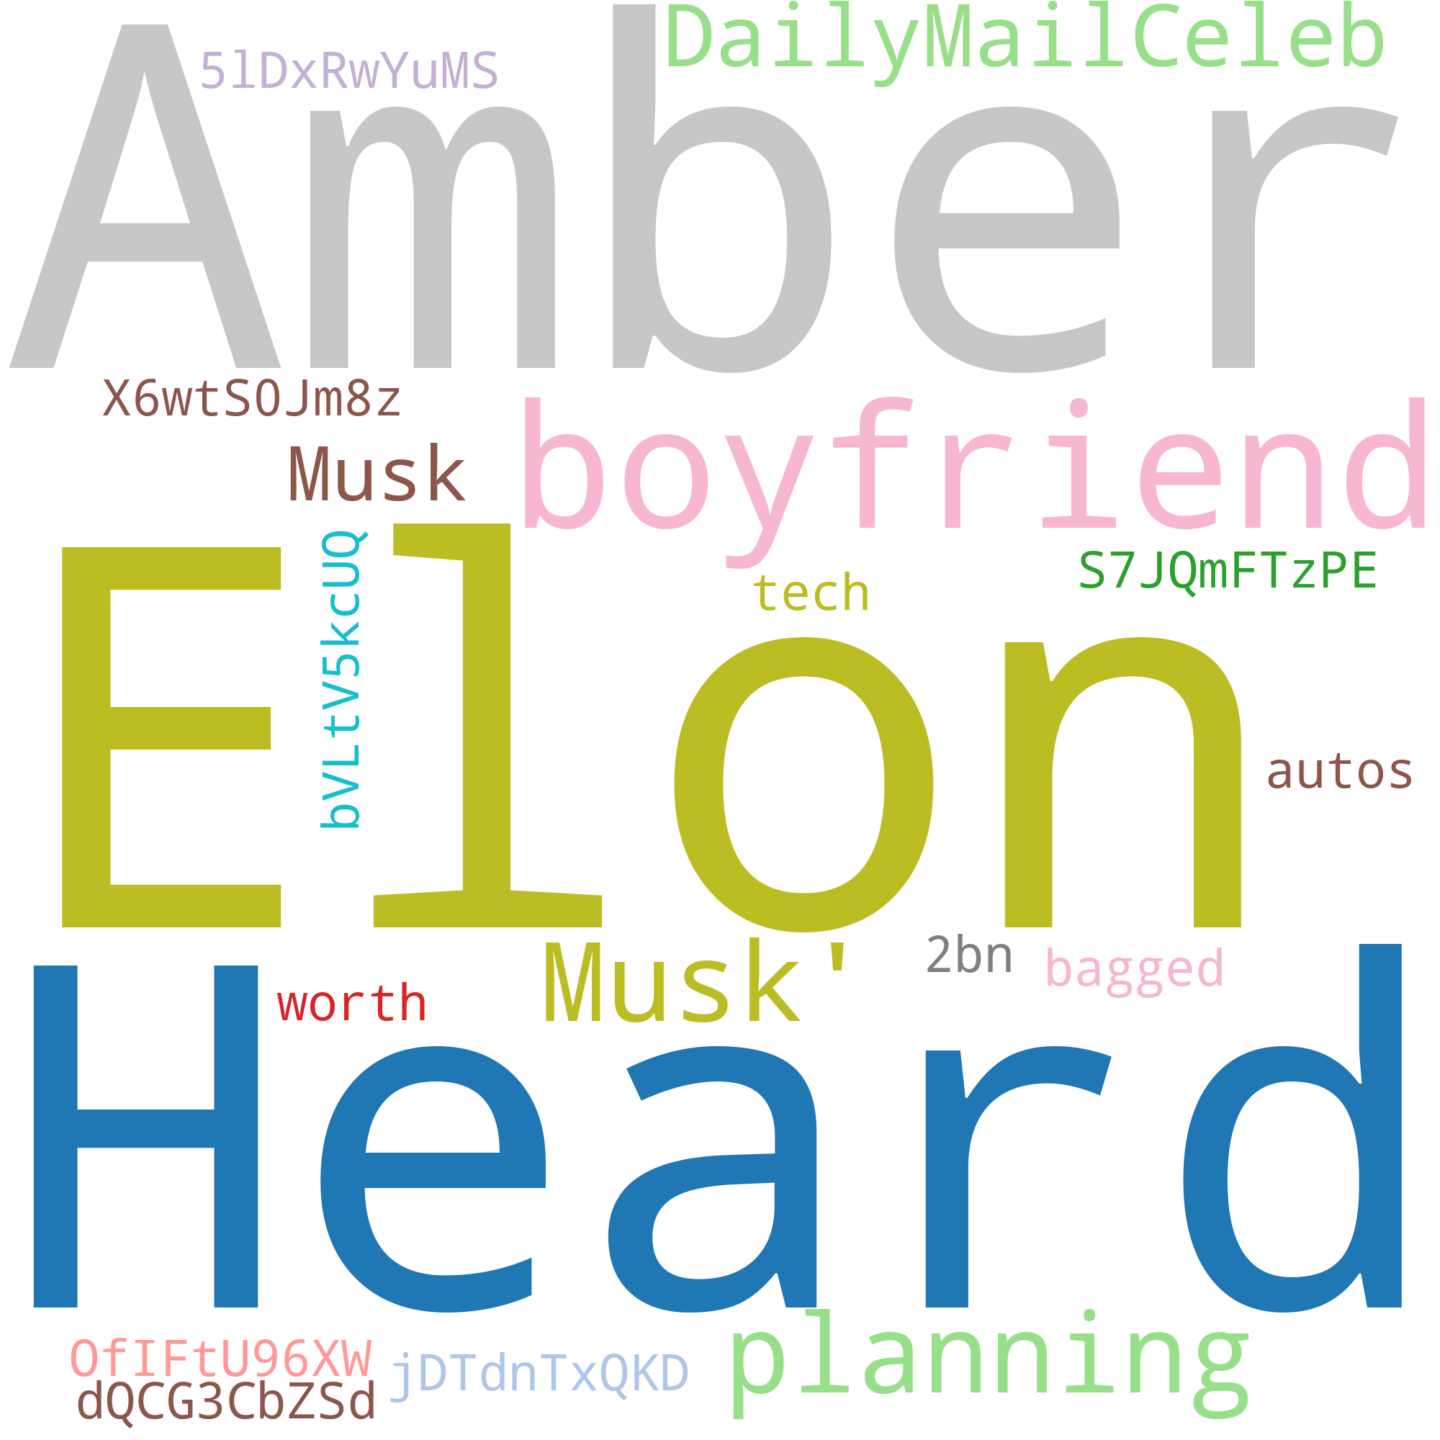 DailyMailCeleb
5lDxRwYuMS
Amber
X6wtS0Jm8z
boyfriend
Musk
bVLtV5kcUQ
tech
S7JQmFTzPE
Elon
autos
Musk'
2bn
bagged
worth
Heard
planning
OfIFtU96XW
jDTdnTxQKD
dQCG3CbZSd